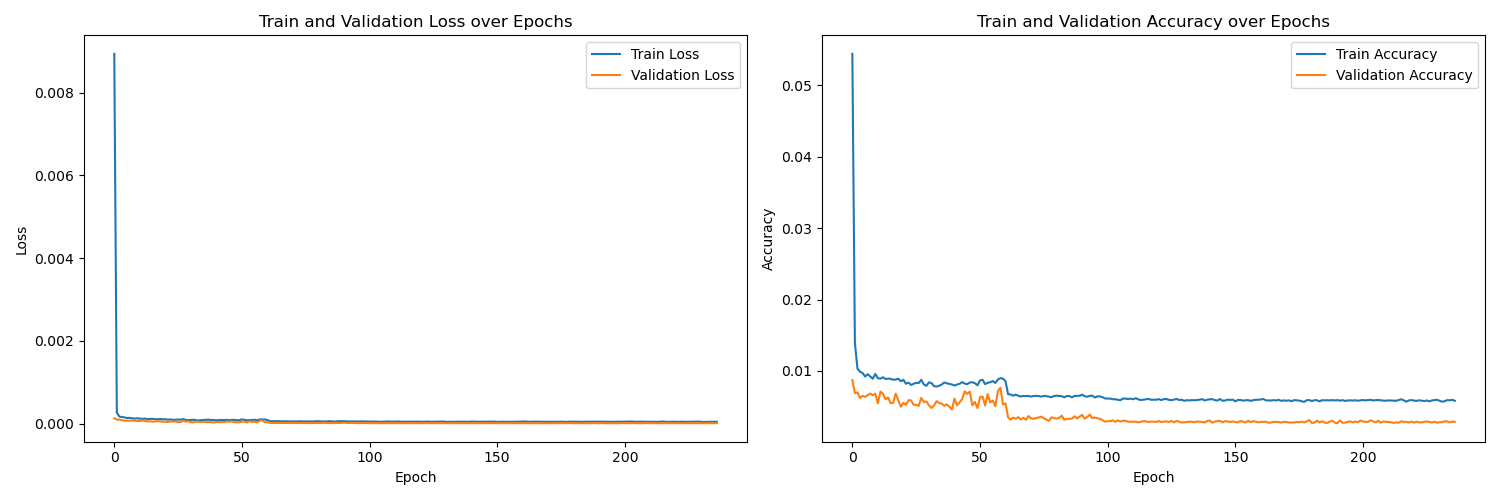 Train and Validation Loss over Epochs
Train Loss
Validation Loss
0.008
0.006
0.004
0.002
0.000
Loss
0
50
100
150
200
Epoch
Train and Validation Accuracy over Epochs
Train Accuracy
Validation Accuracy
0.05
0.04
0.03
0.02
0.01
Accuracy
0
50
100
150
200
Epoch